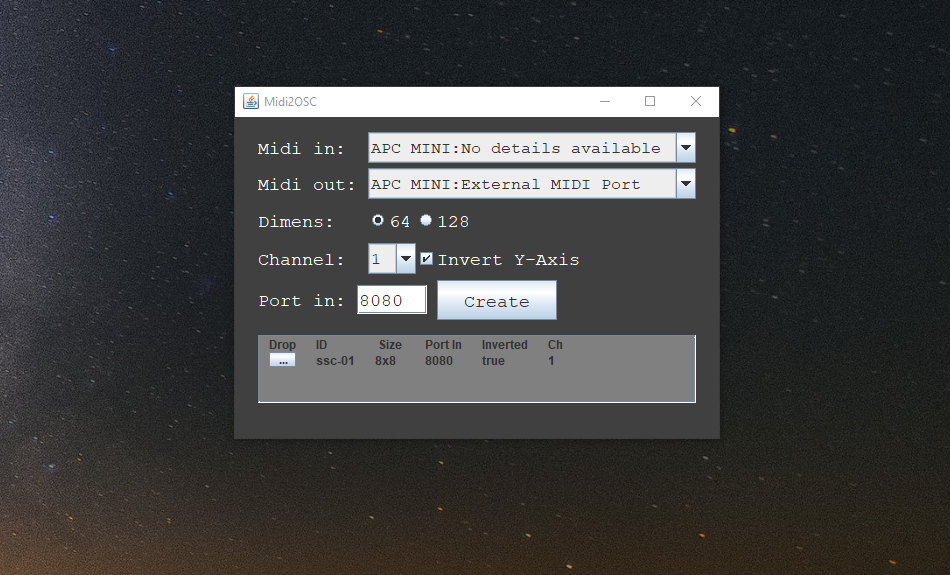 Midi2OSC
Midi in: APC MINI:No details available
Midi out: APC MINI:External MIDI Port
Dimens: 64 128
Channel: 1 Invert Y-Axis
Port in: 8080 Create
Drop ID Size Port In Inverted Ch
... ssc-01 8x8 8080 true 1